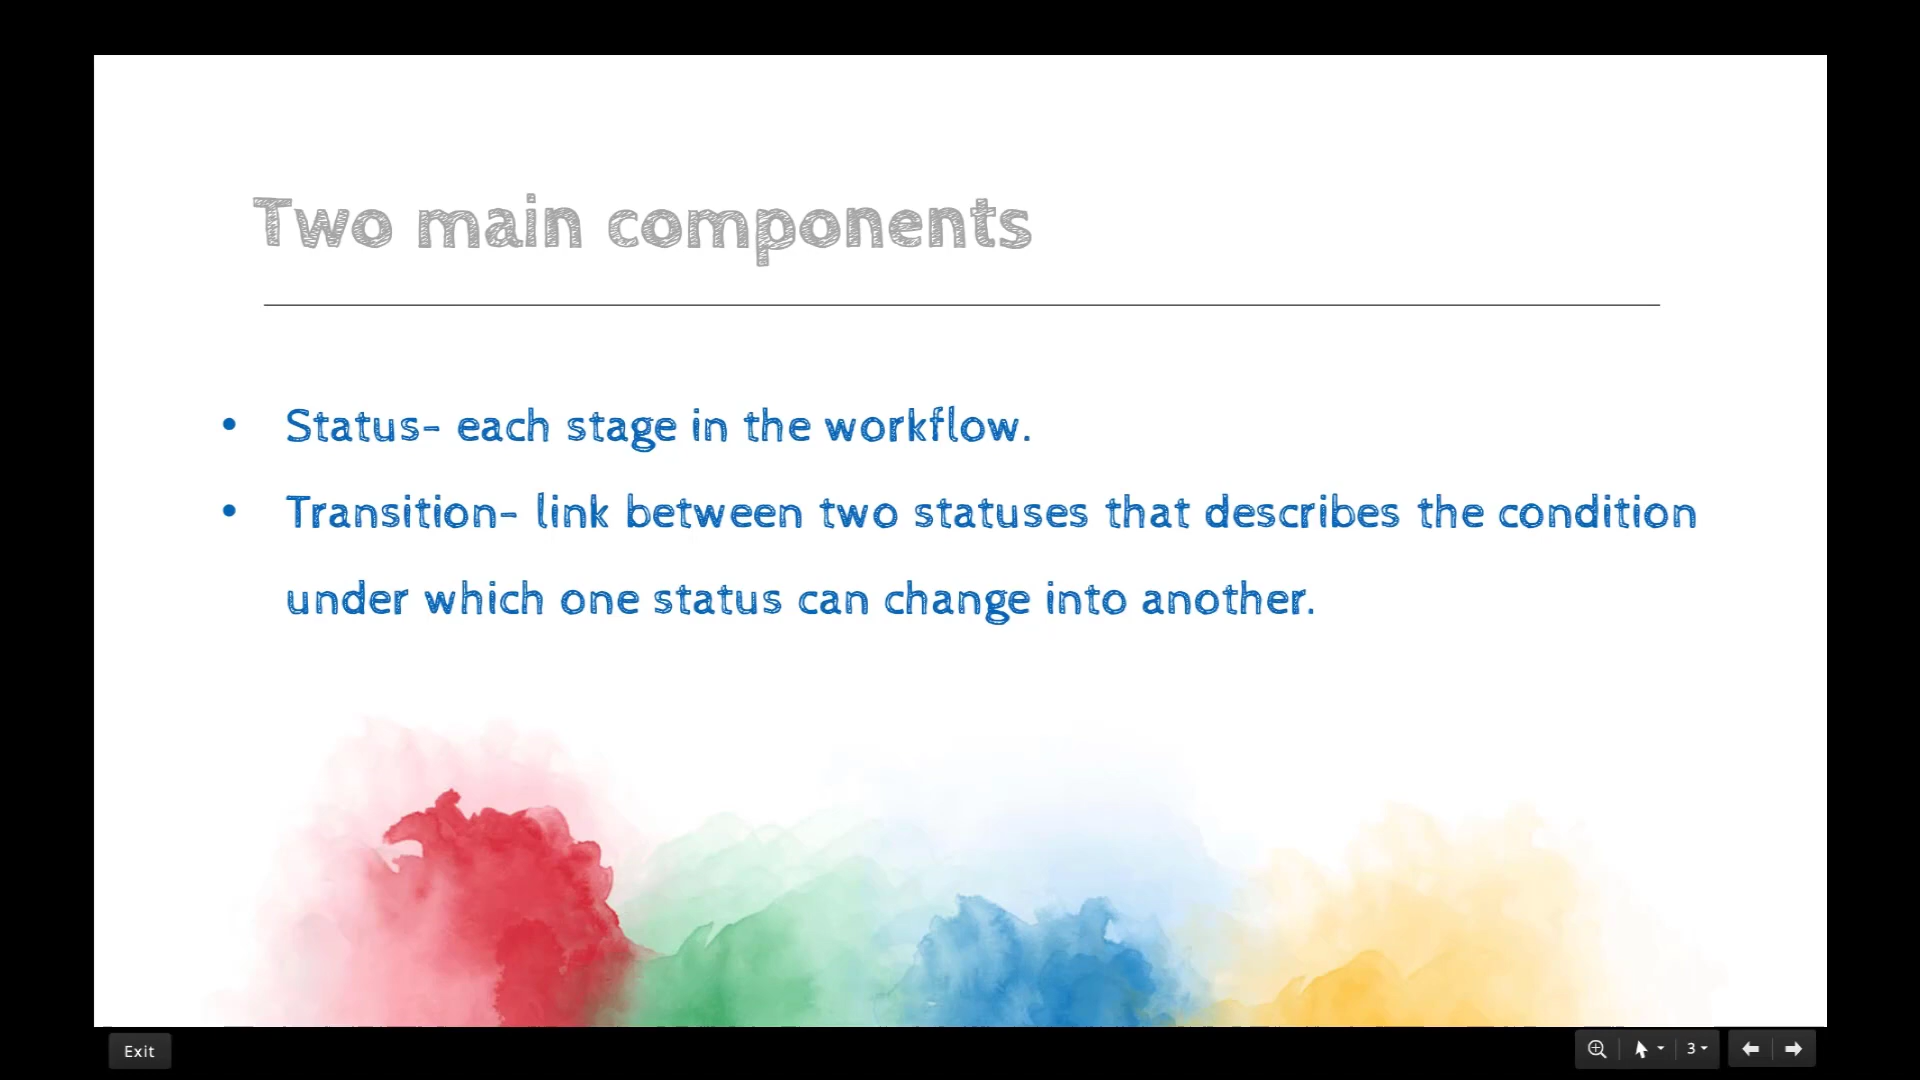 Two main components
• Status- each stage in the workflow.
• Transition- link between two statuses that describes the condition
under which one status can change into another.
Exit
3